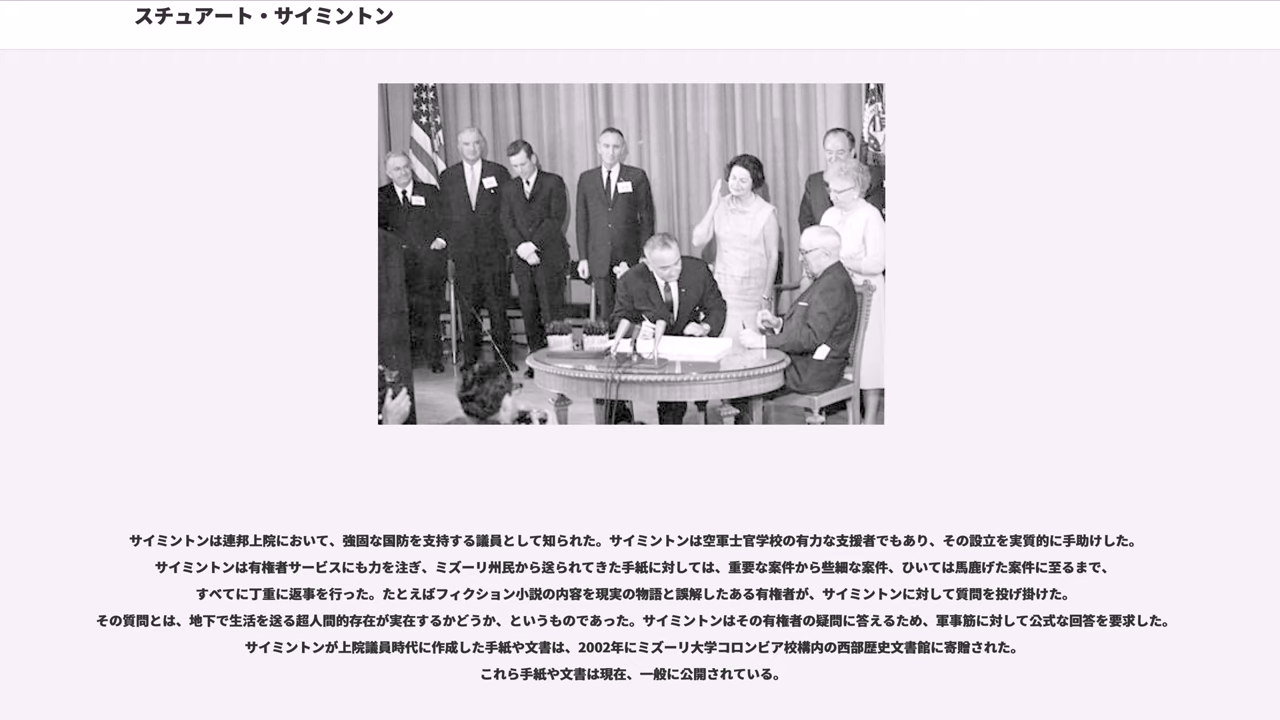 スチュアート・サイミントン
サイミントンは連邦上院において、強固な国防を支持する議員として知られた。サイミントンは空軍士官学校の有力な支援者でもあり、その設立を実質的に手助けした。
サイミントンは有権者サービスにも力を注ぎ、ミズーリ州民から送られてきた手紙に対しては、重要な案件から些細な案件、ひいては馬鹿げた案件に至るまで、
すべてに丁重に返事を行った。たとえばフィクション小説の内容を現実の物語と誤解したある有権者が、サイミントンに対して質問を投げ掛けた。
その質問とは、地下で生活を送る超人間的存在が実在するかどうか、というものであった。サイミントンはその有権者の疑問に答えるため、軍事筋に対して公式な回答を要求した。
サイミントンが上院議員時代に作成した手紙や文書は、2002年にミズーリ大学コロンビア校構内の西部歴史文書館に寄贈された。
これら手紙や文書は現在、一般に公開されている。